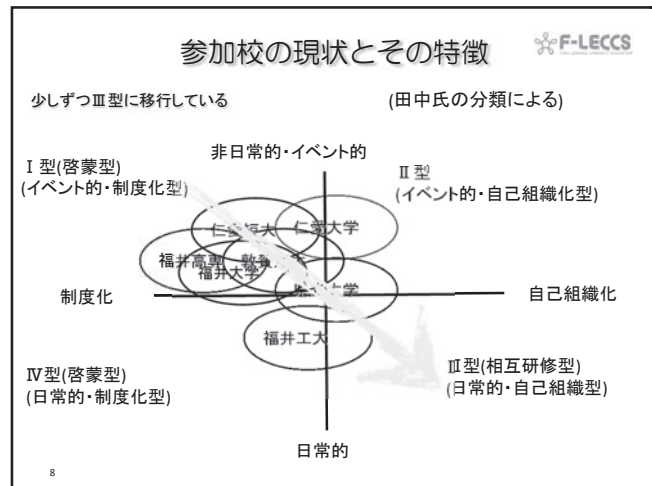 参加校の現状とその特徴
F-LECCS
少しずつⅢ型に移行している
(田中氏の分類による)
非日常的・イベント的
Ⅰ型(啓蒙型)
(イベント的・制度化型)
Ⅱ型
(イベント的・自己組織化型)
仁愛短大
仁愛大学
福井高専
福井大学
制度化
自己組織化
福井工大
Ⅳ型(啓蒙型)
(日常的・制度化型)
Ⅲ型(相互研修型)
(日常的・自己組織型)
日常的
8